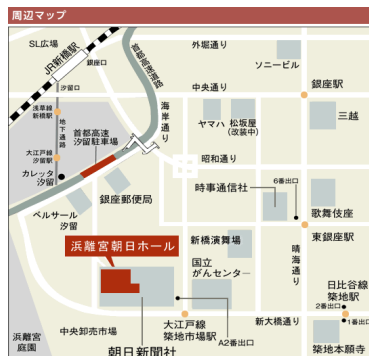 周辺マップ
SL広場
JR新橋駅
銀座口
汐留口
首都高速道路
外堀通り
ソニービル
中央通り
銀座駅
浅草線
新橋駅
地下通路
海岸通り
ヤマハ
松坂屋
(改装中)
三越
首都高速
汐留駐車場
大江戸線
汐留駅
昭和通り
カレッタ
汐留
時事通信社
6番出口
銀座郵便局
ベルサール
汐留
歌舞伎座
新橋演舞場
晴海通り
東銀座駅
浜離宮朝日ホール
国立
がんセンター
日比谷線
築地駅
2番出口
新大橋通り
1番出口
浜離宮
庭園
中央卸売市場
大江戸線
築地市場駅
A2番出口
朝日新聞社
築地本願寺